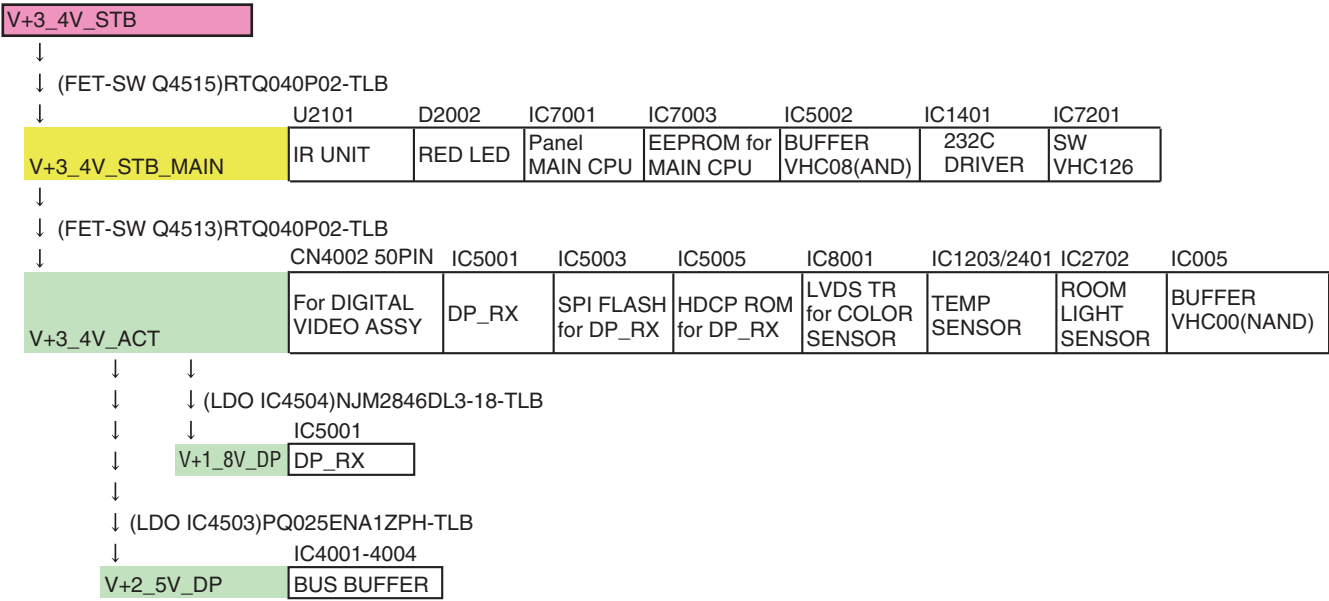 V+3_4V_STB
↓
↓ (FET-SW Q4515)RTQ040P02-TLB
↓ U2101 D2002 IC7001 IC7003 IC5002 IC1401 IC7201
V+3_4V_STB_MAIN IR UNIT RED LED Panel MAIN CPU EEPROM for MAIN CPU BUFFER VHC08(AND) 232C DRIVER SW VHC126
↓
↓ (FET-SW Q4513)RTQ040P02-TLB
↓ CN4002 50PIN IC5001 IC5003 IC5005 IC8001 IC1203/2401 IC2702 IC005
V+3_4V_ACT For DIGITAL VIDEO ASSY DP_RX SPI FLASH for DP_RX HDCP ROM for DP_RX LVDS TR for COLOR SENSOR TEMP SENSOR ROOM LIGHT SENSOR BUFFER VHC00(NAND)
↓ ↓
↓ ↓ (LDO IC4504)NJM2846DL3-18-TLB
↓ ↓ IC5001
↓ V+1_8V_DP DP_RX
↓
↓ (LDO IC4503)PQ025ENA1ZPH-TLB
↓ IC4001-4004
V+2_5V_DP BUS BUFFER